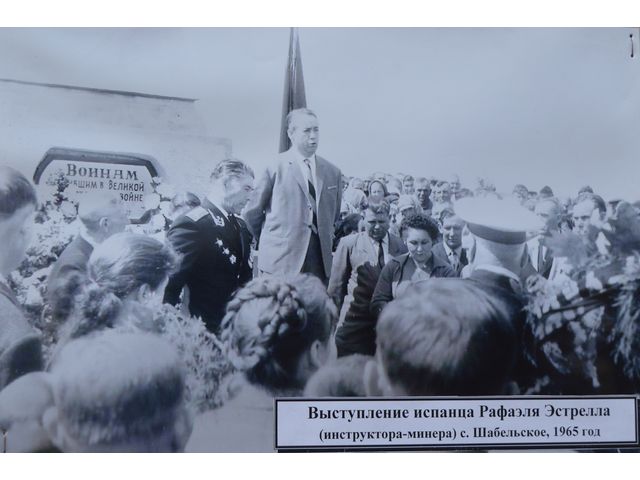 Воинам
шим в Великой
войне
Выступление испанца Рафаэля Эстрелла
(инструктора-минера) с. Шабельское, 1965 год